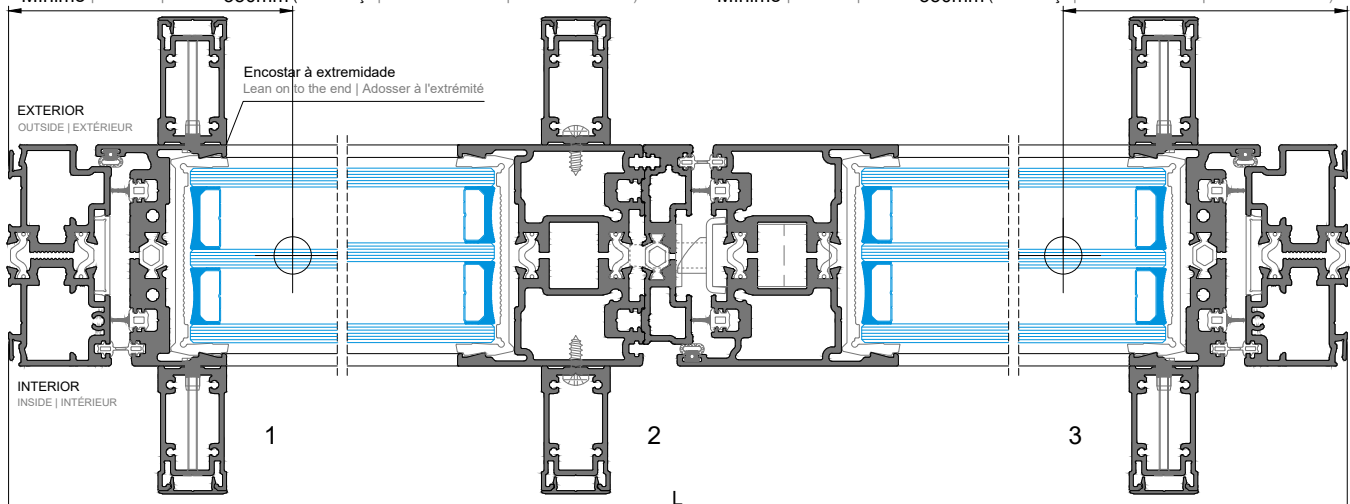 EXTERIOR
OUTSIDE | EXTÉRIEUR
Encostar à extremidade
Lean on to the end | Adosser à l'extrémité
INTERIOR
INSIDE | INTÉRIEUR
1
2
3
L